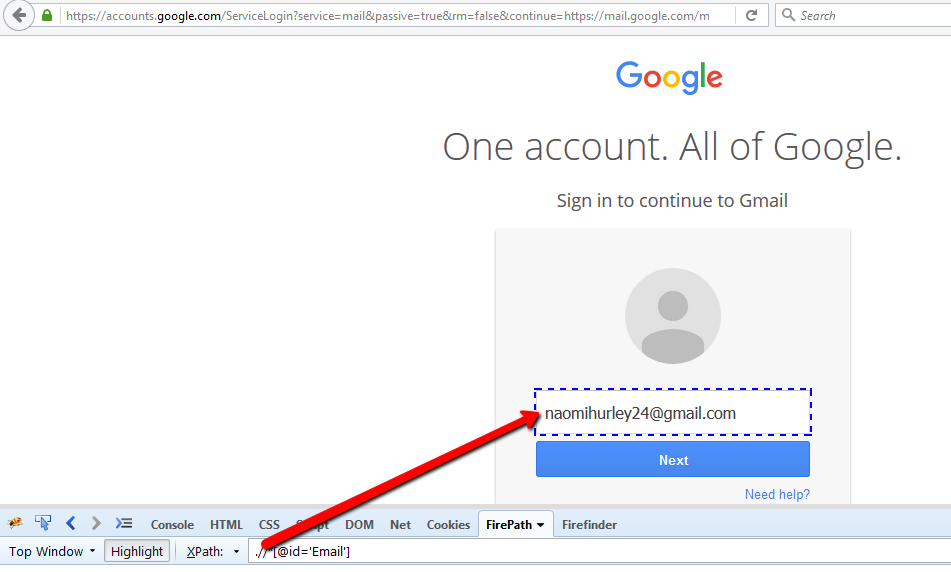 https://accounts.google.com/ServiceLogin?service=mail&passive=true&rm=false&continue=https://mail.google.com/m
Search
Google
One account. All of Google.
Sign in to continue to Gmail
naomihurley24@gmail.com
Next
Need help?
Console HTML CSS Script DOM Net Cookies FirePath Firefinder
Top Window Highlight XPath: .//*[@id='Email']